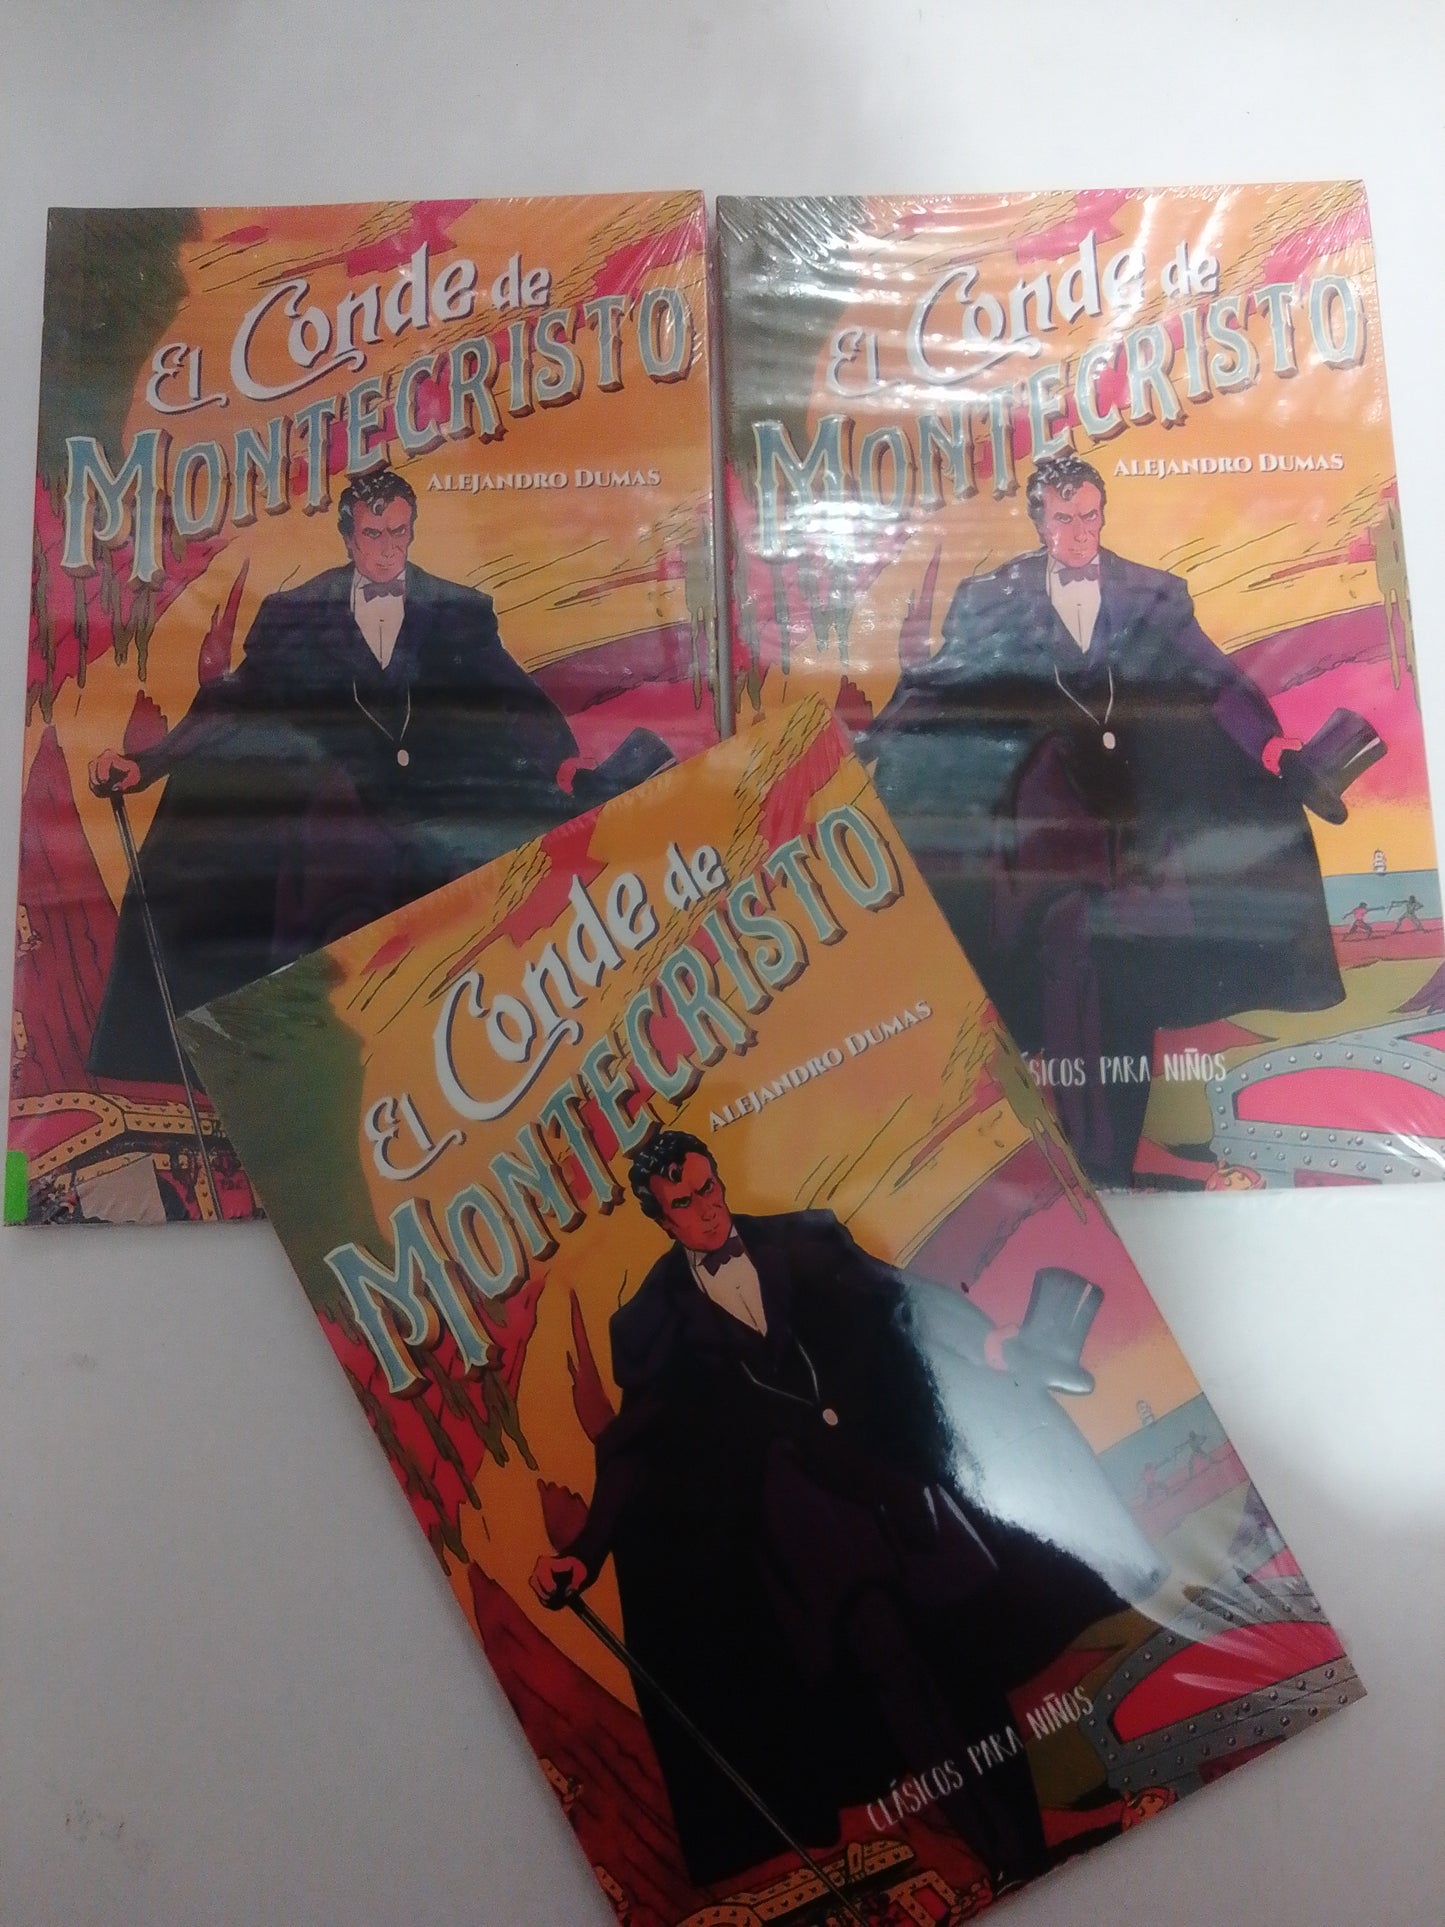 El Conde de
MONTECRISTO
ALEJANDRO DUMAS
El Conde de
MONTECRISTO
ALEJANDRO DUMAS
SICOS PARA NIÑOS
El Conde de
MONTECRISTO
ALEJANDRO DUMAS
CLÁSICOS PARA NIÑOS